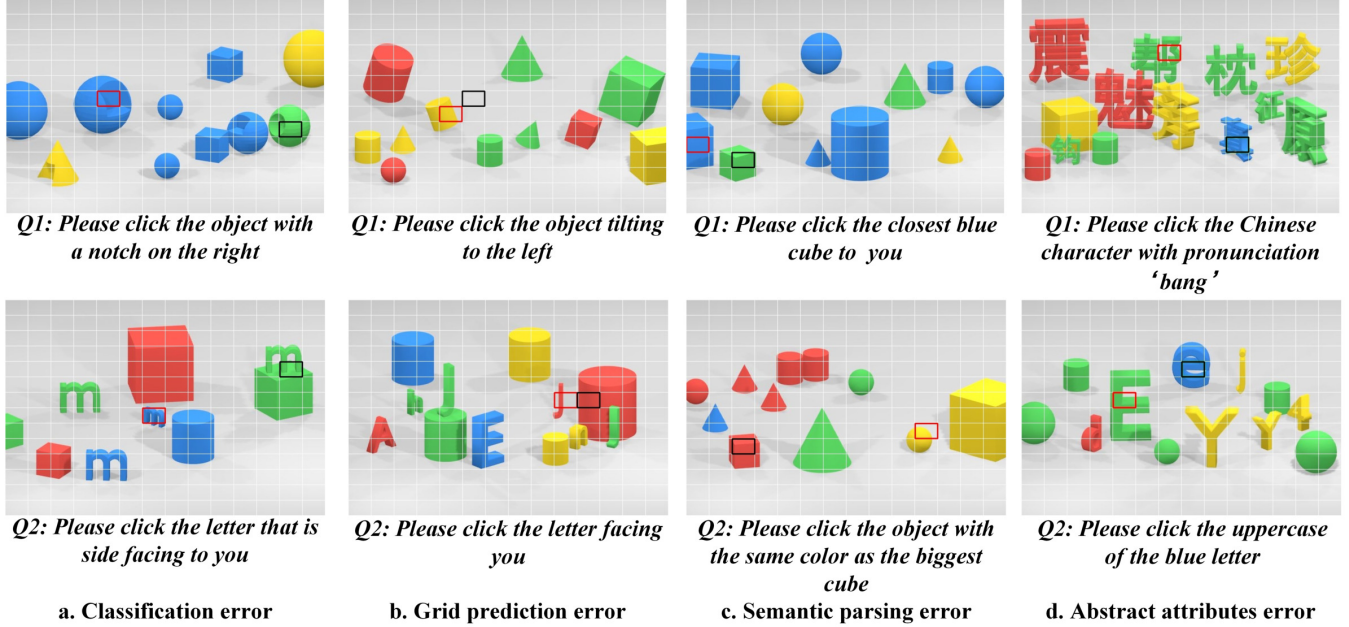 震 帮 枕 珍
魅
钲
钩
Q1: Please click the object with
a notch on the right
Q1: Please click the object tilting
to the left
Q1: Please click the closest blue
cube to you
Q1: Please click the Chinese
character with pronunciation
‘bang’
m
m
m
m
j
h
j
A
E
n
j
e
j
E
d
Y
Y
4
Q2: Please click the letter that is
side facing to you
Q2: Please click the letter facing
you
Q2: Please click the object with
the same color as the biggest
cube
Q2: Please click the uppercase
of the blue letter
a. Classification error
b. Grid prediction error
c. Semantic parsing error
d. Abstract attributes error